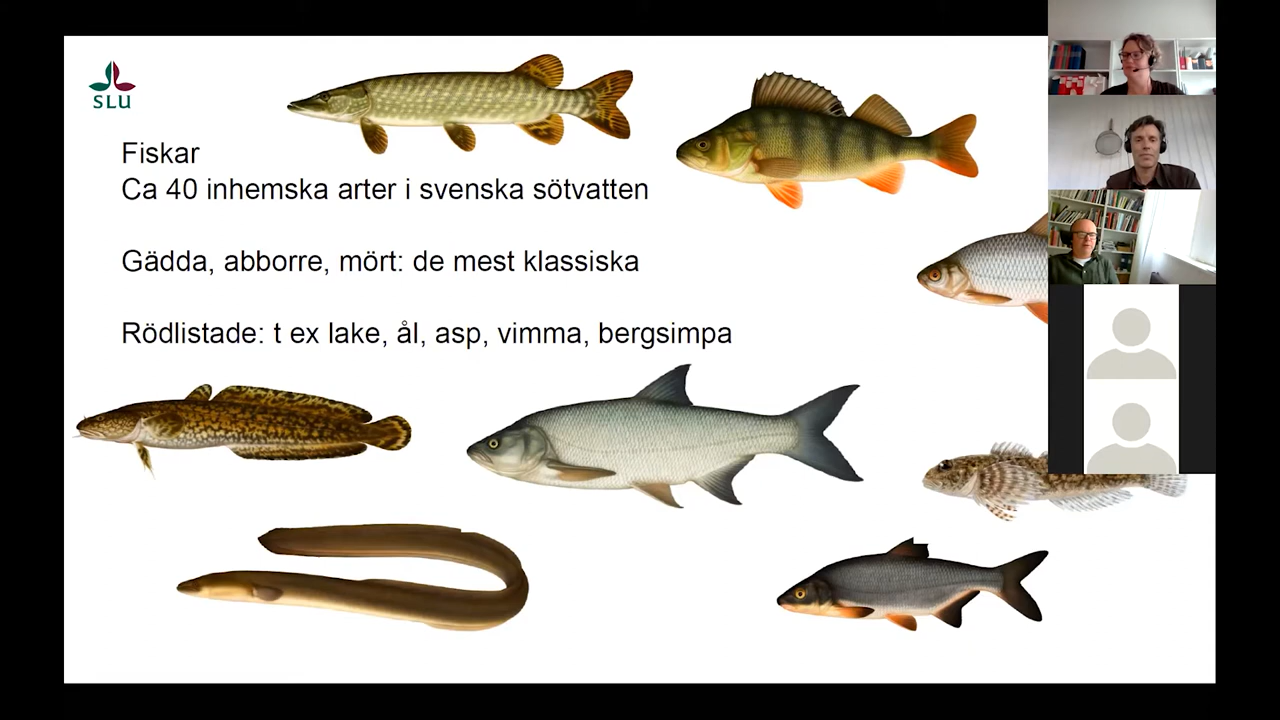 SLU
Fiskar
Ca 40 inhemska arter i svenska sötvatten
Gädda, abborre, mört: de mest klassiska
Rödlistade: t ex lake, ål, asp, vimma, bergsimpa